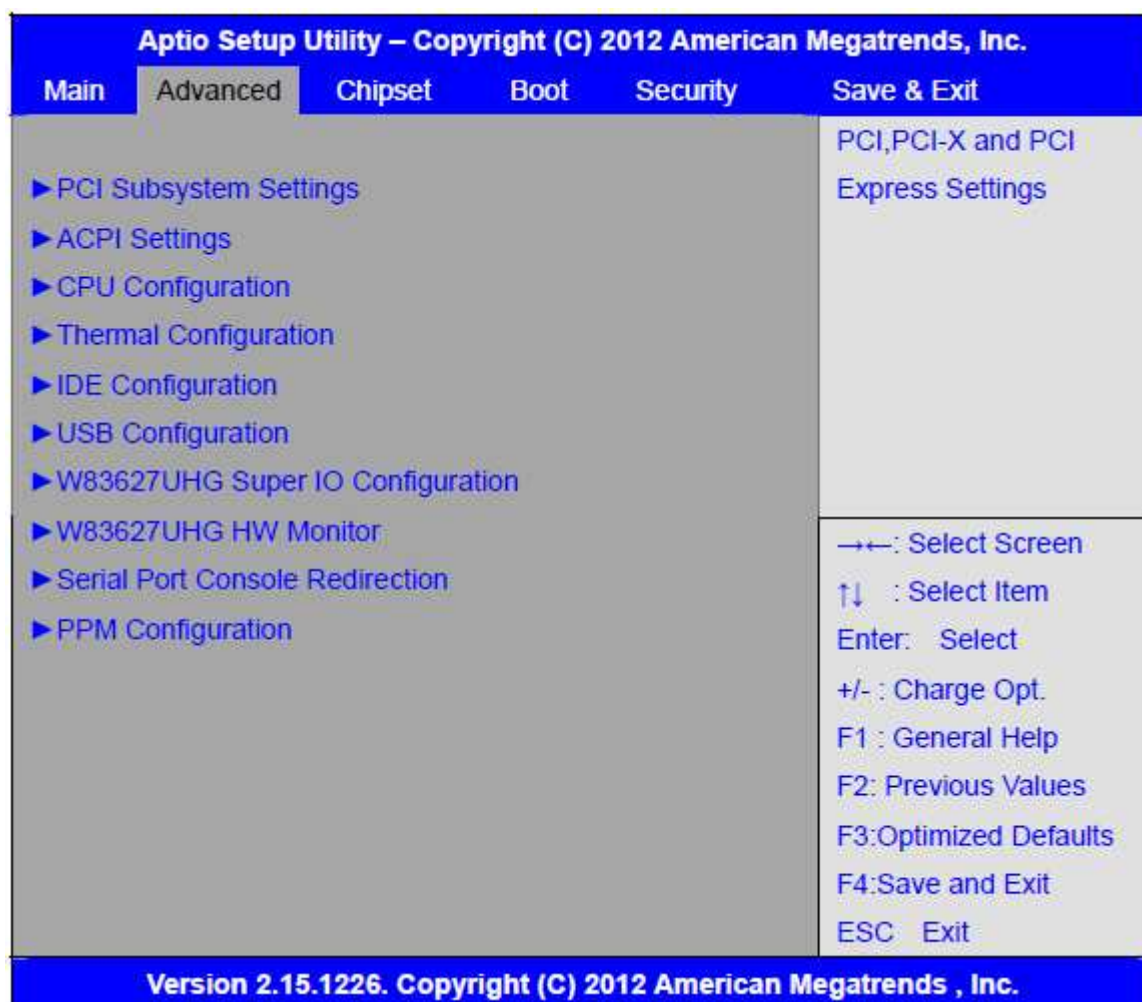 Aptio Setup Utility – Copyright (C) 2012 American Megatrends, Inc.
Main Advanced Chipset Boot Security Save & Exit
►PCI Subsystem Settings
►ACPI Settings
►CPU Configuration
►Thermal Configuration
►IDE Configuration
►USB Configuration
►W83627UHG Super IO Configuration
►W83627UHG HW Monitor
►Serial Port Console Redirection
►PPM Configuration
PCI,PCI-X and PCI
Express Settings
→←: Select Screen
↑↓ : Select Item
Enter: Select
+/- : Charge Opt.
F1 : General Help
F2: Previous Values
F3:Optimized Defaults
F4:Save and Exit
ESC Exit
Version 2.15.1226. Copyright (C) 2012 American Megatrends , Inc.